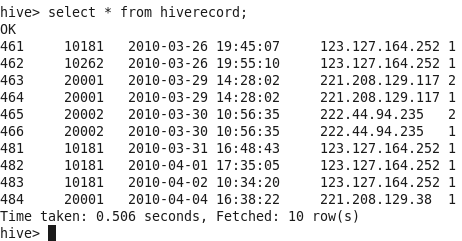 hive> select * from hiverecord;
OK
461 10181 2010-03-26 19:45:07 123.127.164.252 1
462 10262 2010-03-26 19:55:10 123.127.164.252 1
463 20001 2010-03-29 14:28:02 221.208.129.117 2
464 20001 2010-03-29 14:28:02 221.208.129.117 1
465 20002 2010-03-30 10:56:35 222.44.94.235 2
466 20002 2010-03-30 10:56:35 222.44.94.235 1
481 10181 2010-03-31 16:48:43 123.127.164.252 1
482 10181 2010-04-01 17:35:05 123.127.164.252 1
483 10181 2010-04-02 10:34:20 123.127.164.252 1
484 20001 2010-04-04 16:38:22 221.208.129.38 1
Time taken: 0.506 seconds, Fetched: 10 row(s)
hive>